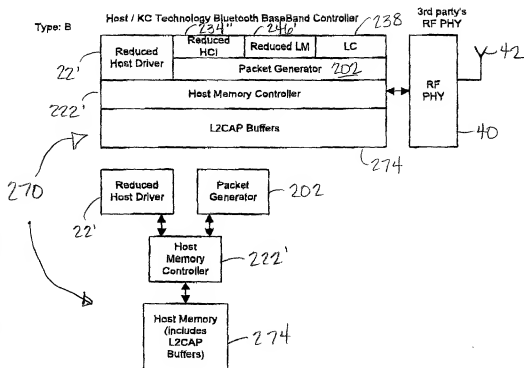 Type: B
Host / KC Technology Bluetooth BaseBand Controller
3rd party's
RF PHY
234"
246'
238
Reduced
Host Driver
Reduced
HCI
Reduced LM
LC
Packet Generator 202
22'
222'
Host Memory Controller
L2CAP Buffers
RF
PHY
42
40
274
270
Reduced
Host Driver
Packet
Generator
202
22'
Host
Memory
Controller
222'
Host Memory
(includes
L2CAP
Buffers)
274